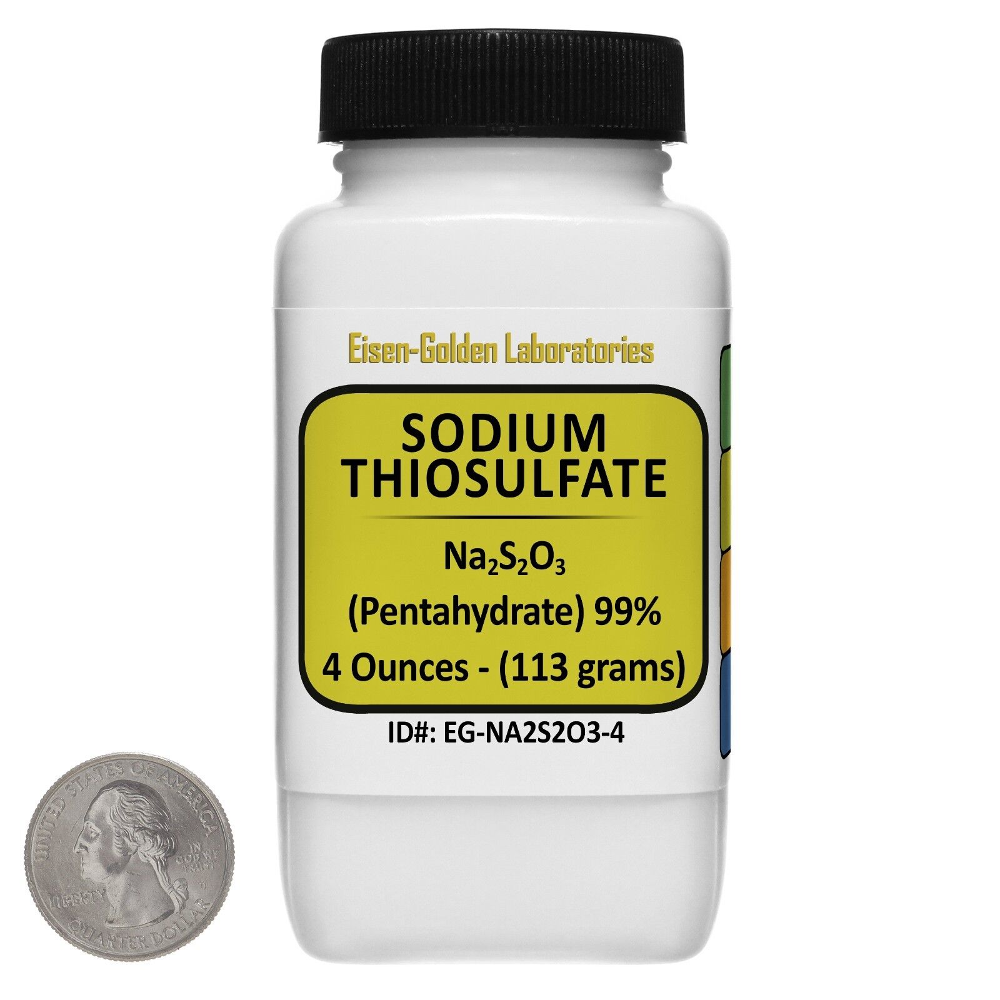 Eisen-Golden Laboratories
SODIUM
THIOSULFATE
Na₂S₂O₃
(Pentahydrate) 99%
4 Ounces - (113 grams)
ID#: EG-NA2S2O3-4
UNITED STATES OF AMERICA
IN
GOD WE
TRUST
LIBERTY
QUARTER DOLLAR